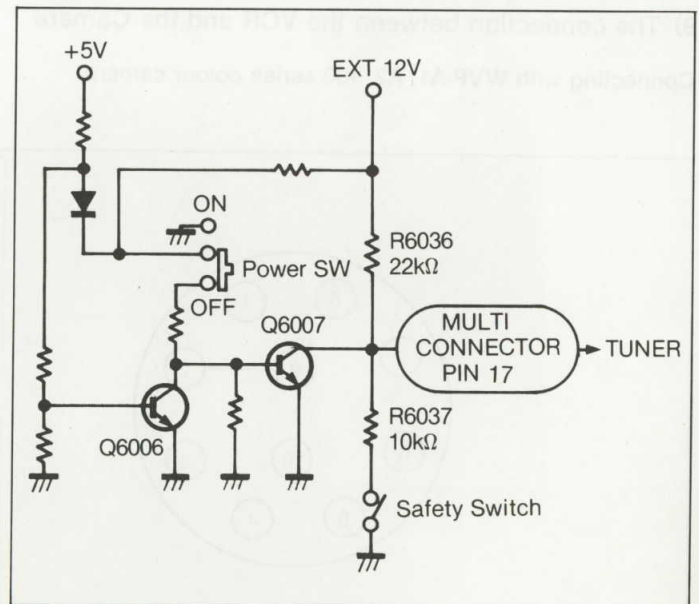 +5V
EXT 12V
ON
Power SW
OFF
R6036
22kΩ
Q6007
MULTI
CONNECTOR
PIN 17
TUNER
R6037
10kΩ
Q6006
Safety Switch